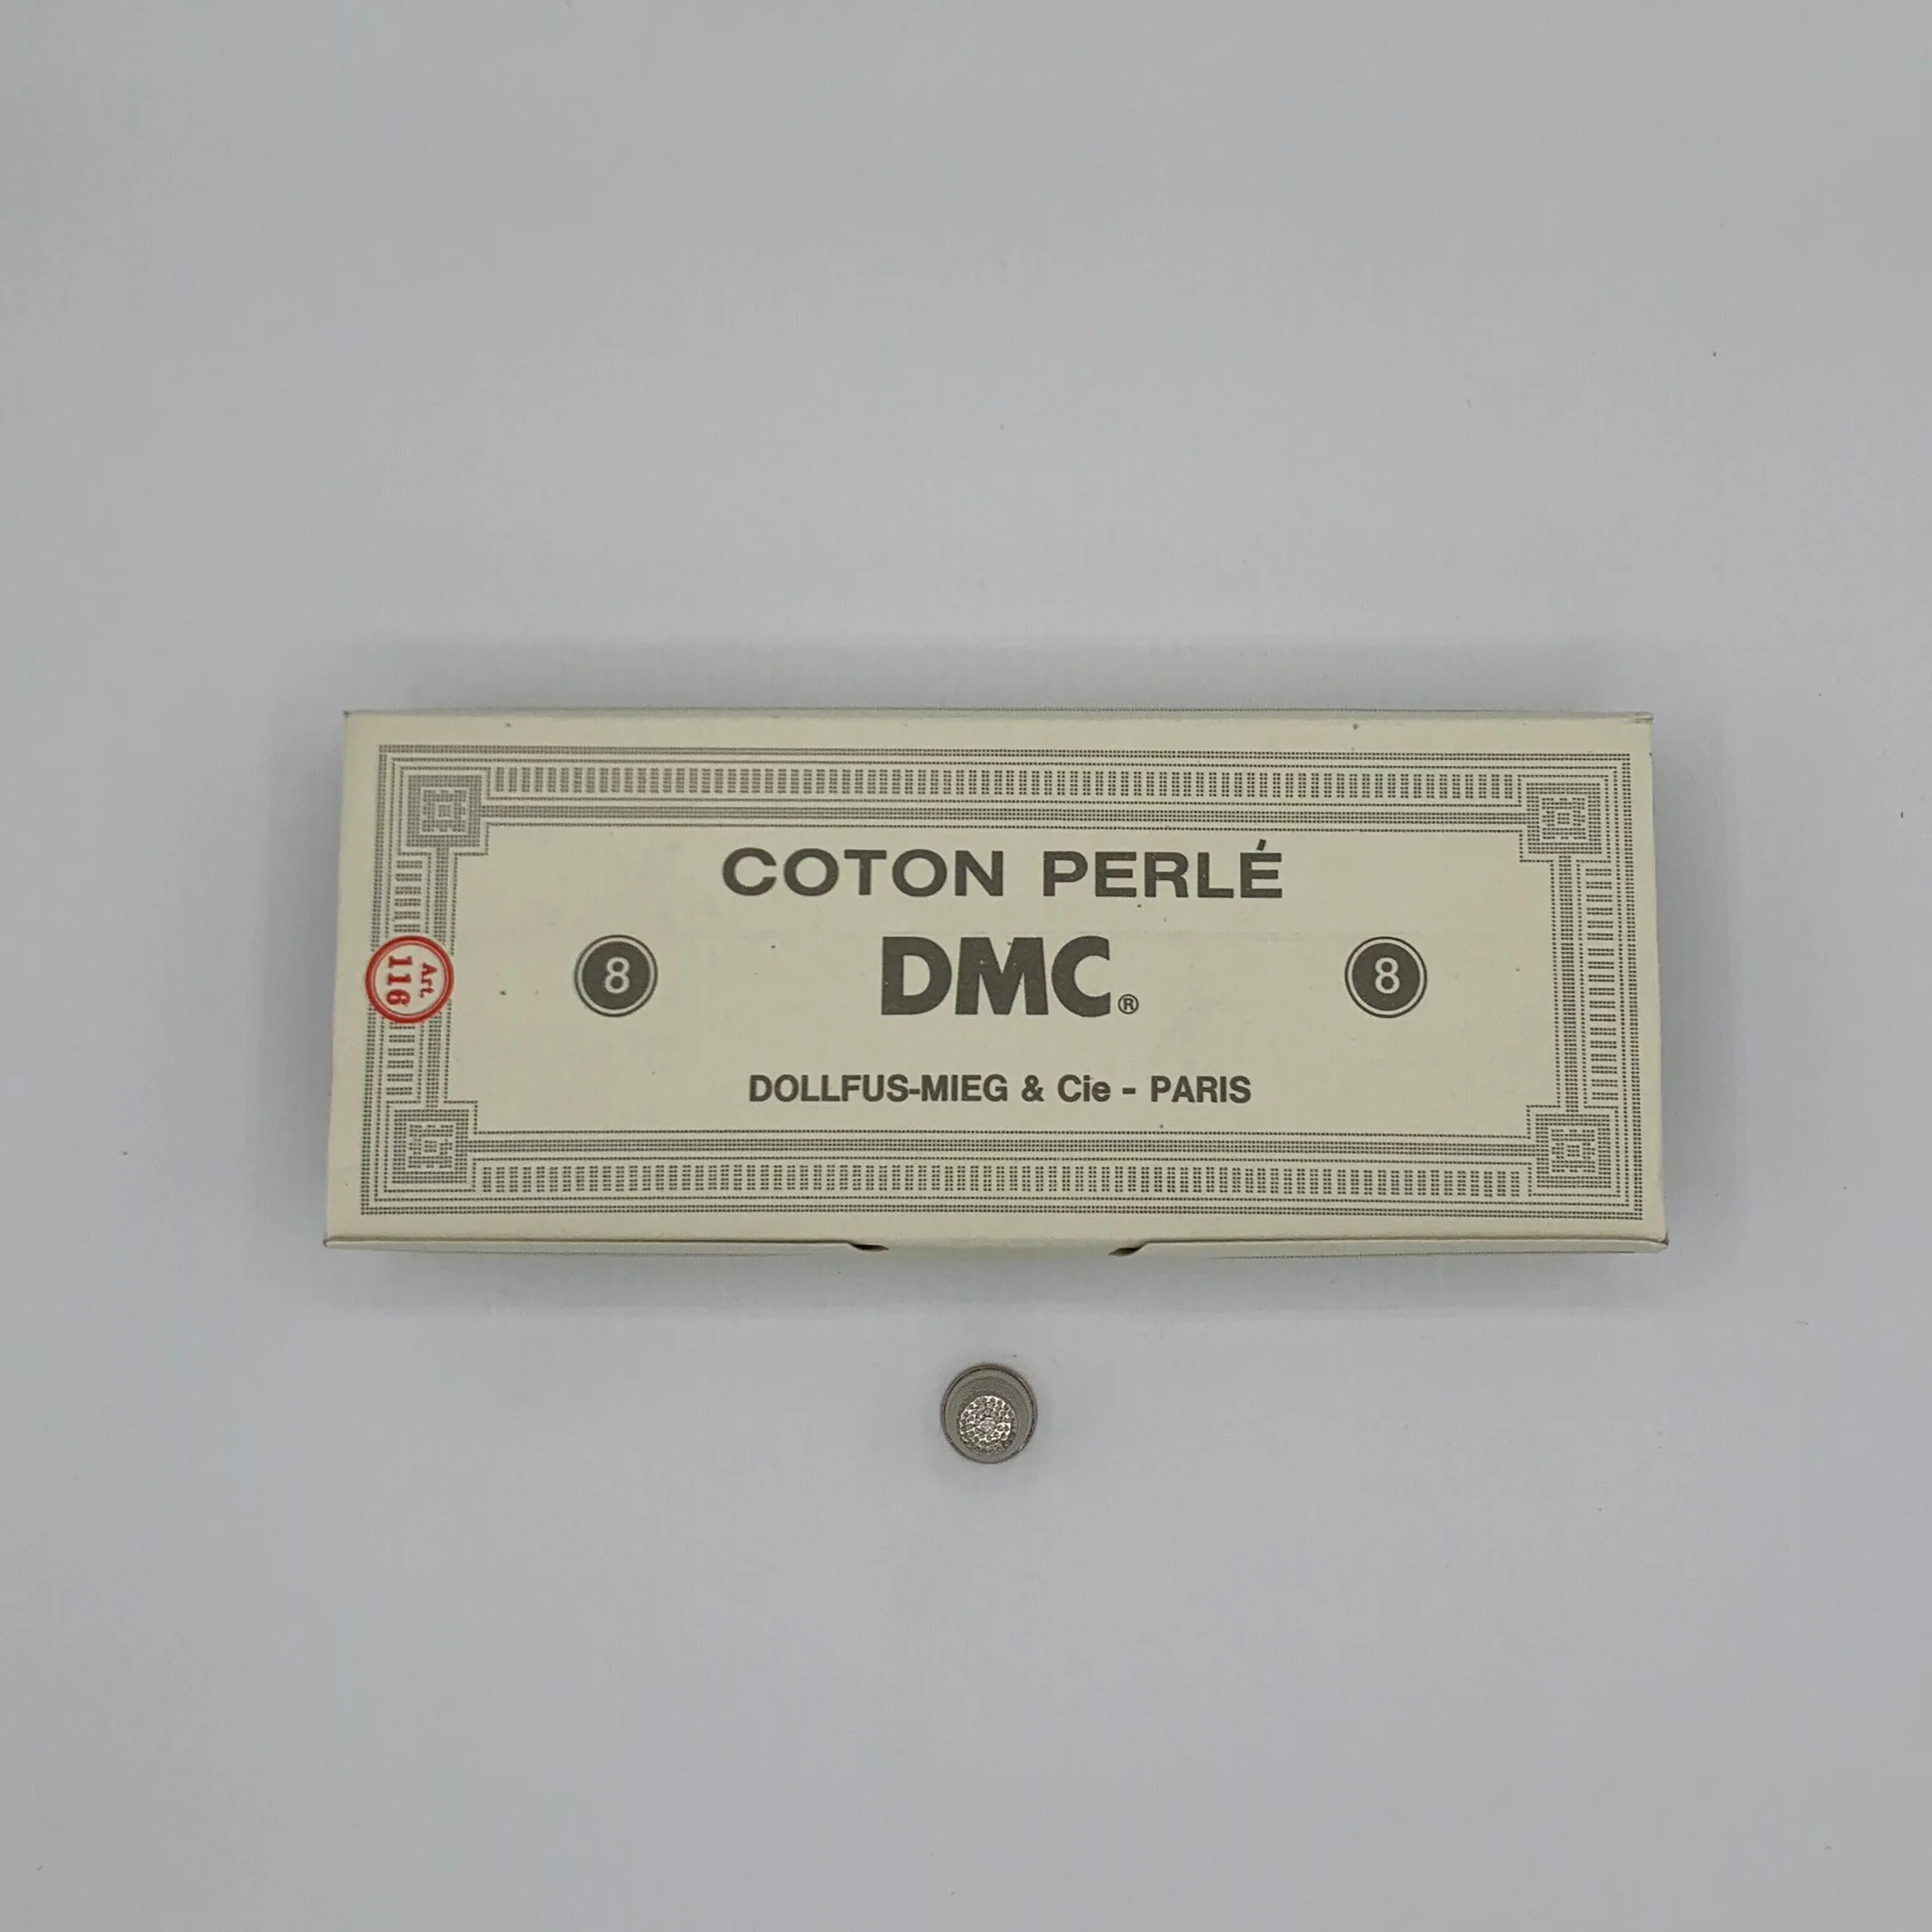 COTON PERLÉ
Art.
116
8
DMC®
8
DOLLFUS-MIEG & Cie - PARIS